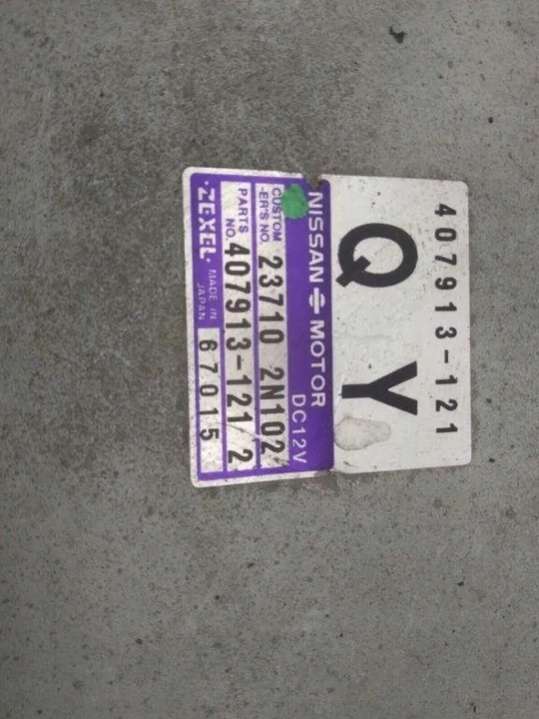 407913-121
Q Y
NISSAN MOTOR
DC12V
CUSTOM
-ER'S NO. 23710 2N102
PARTS
NO. 407913-121 2
·ZEXEL· MADE IN
JAPAN 67015